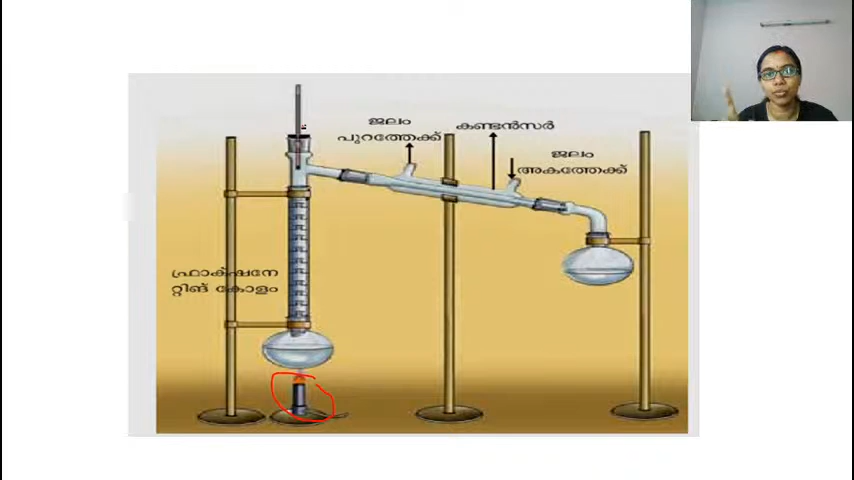 ജലം
പുറത്തേക്ക്
കണ്ടൻസർ
ജലം
അകത്തേക്ക്
ഫ്രാക്ഷനേ
റ്റിങ് കോളം